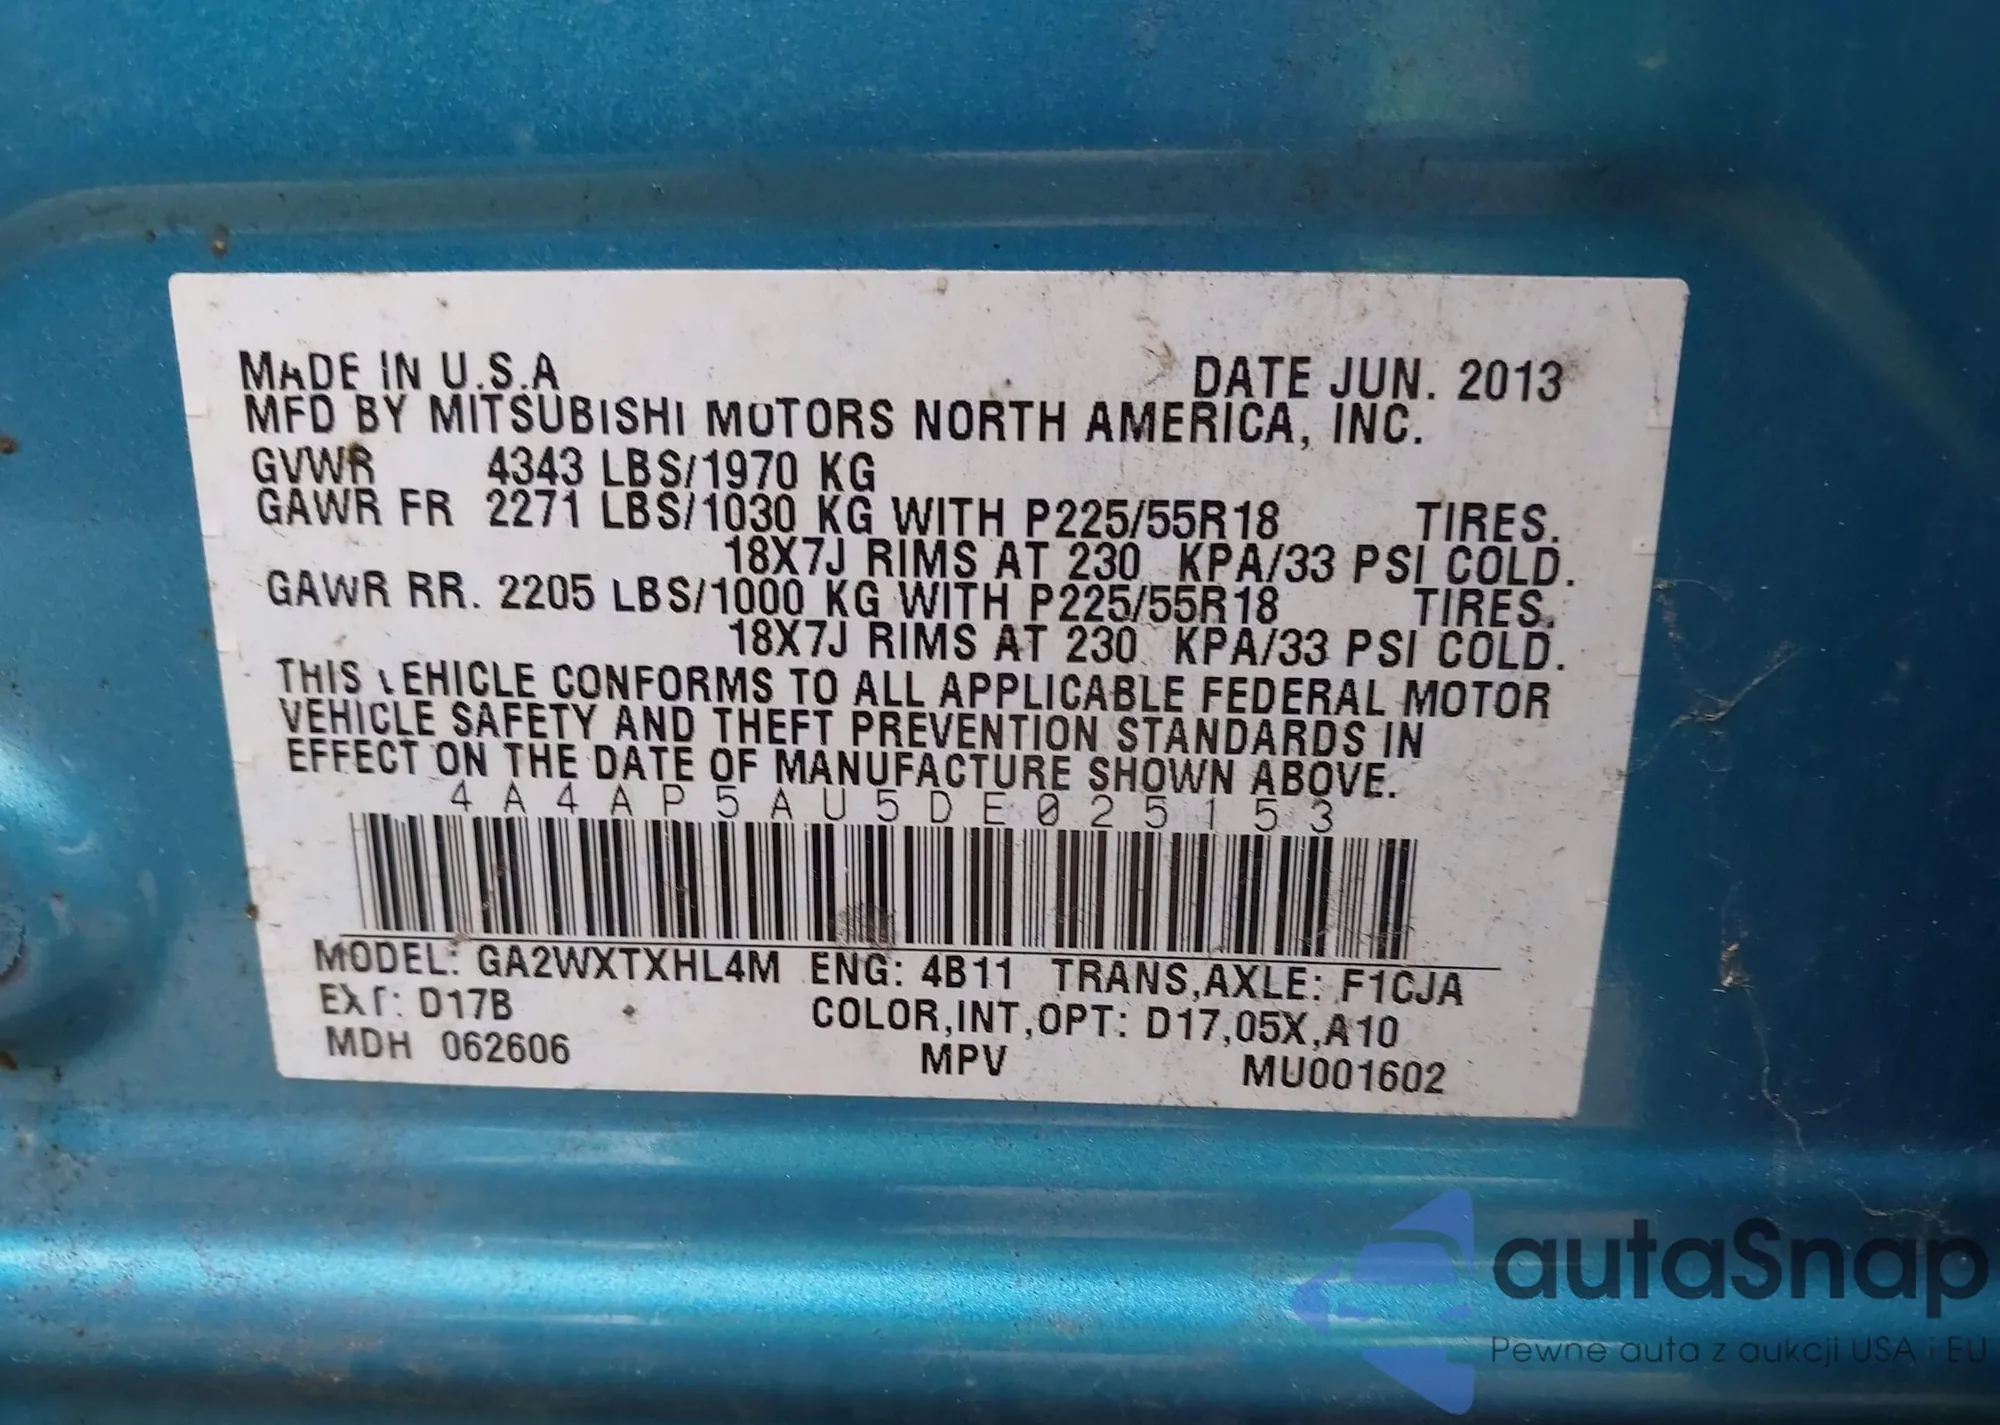 MADE IN U.S.A DATE JUN. 2013
MFD BY MITSUBISHI MOTORS NORTH AMERICA, INC.
GVWR 4343 LBS/1970 KG
GAWR FR 2271 LBS/1030 KG WITH P225/55R18 TIRES.
18X7J RIMS AT 230 KPA/33 PSI COLD.
GAWR RR. 2205 LBS/1000 KG WITH P225/55R18 TIRES.
18X7J RIMS AT 230 KPA/33 PSI COLD.
THIS VEHICLE CONFORMS TO ALL APPLICABLE FEDERAL MOTOR
VEHICLE SAFETY AND THEFT PREVENTION STANDARDS IN
EFFECT ON THE DATE OF MANUFACTURE SHOWN ABOVE.
4A4AP5AU5DE025153
MODEL: GA2WXTXHL4M ENG: 4B11 TRANS,AXLE: F1CJA
EXT: D17B COLOR,INT,OPT: D17,05X,A10
MDH 062606 MPV MU001602
autaSnap
Pewne auta z aukcji USA i EU